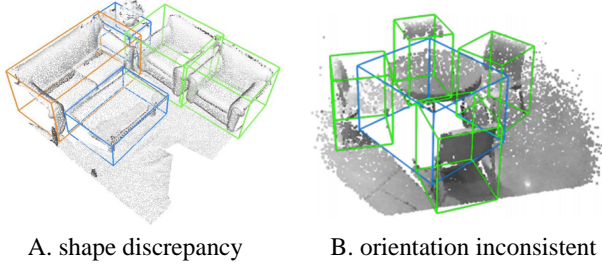 A. shape discrepancy
B. orientation inconsistent